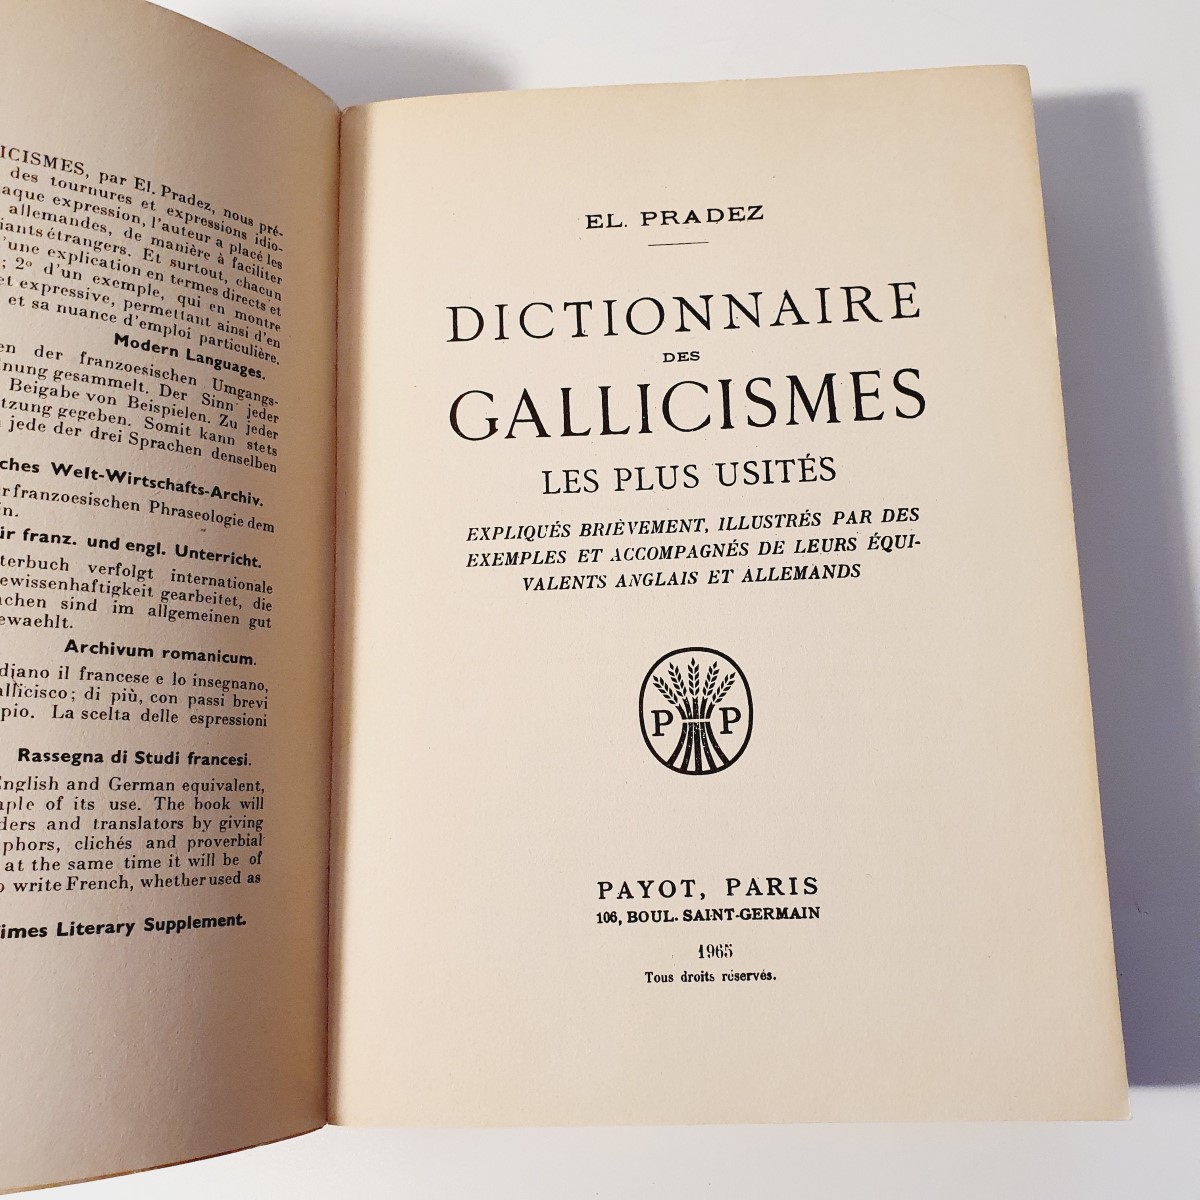 ICISMES, par El. Pradez, nous pré-
des tournures et expressions idio-
aque expression, l'auteur a placé les
allemandes, de manière à faciliter
iants étrangers. Et surtout, chacun
'une explication en termes directs et
; 2º d'un exemple, qui en montre
et expressive, permettant ainsi d'en
et sa nuance d'emploi particulière.
Modern Languages.
en der franzoesischen Umgangs-
nung gesammelt. Der Sinn jeder
Beigabe von Beispielen. Zu jeder
tzung gegeben. Somit kann stets
jede der drei Sprachen denselben
ches Welt-Wirtschafts-Archiv.
r franzoesischen Phraseologie dem
in.
ür franz. und engl. Unterricht.
terbuch verfolgt internationale
ewissenhaftigkeit gearbeitet, die
achen sind im allgemeinen gut
ewaehlt.
Archivum romanicum.
diano il francese e lo insegnano,
allicisco; di più, con passi brevi
pio. La scelta delle espressioni
Rassegna di Studi francesi.
English and German equivalent,
mple of its use. The book will
ders and translators by giving
phors, clichés and proverbial
at the same time it will be of
o write French, whether used as
Times Literary Supplement.
EL. PRADEZ
DICTIONNAIRE
DES
GALLICISMES
LES PLUS USITÉS
EXPLIQUÉS BRIÈVEMENT, ILLUSTRÉS PAR DES
EXEMPLES ET ACCOMPAGNÉS DE LEURS ÉQUI-
VALENTS ANGLAIS ET ALLEMANDS
P P
PAYOT, PARIS
106, BOUL. SAINT-GERMAIN
1965
Tous droits réservés.